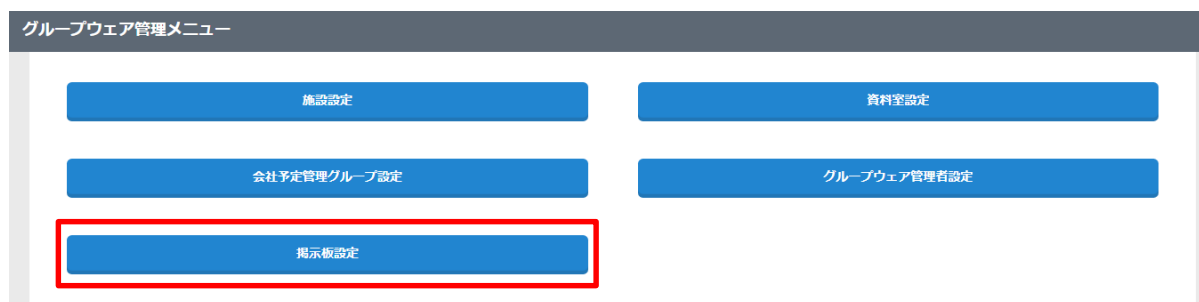 グループウェア管理メニュー
施設設定
資料室設定
会社予定管理グループ設定
グループウェア管理者設定
掲示板設定